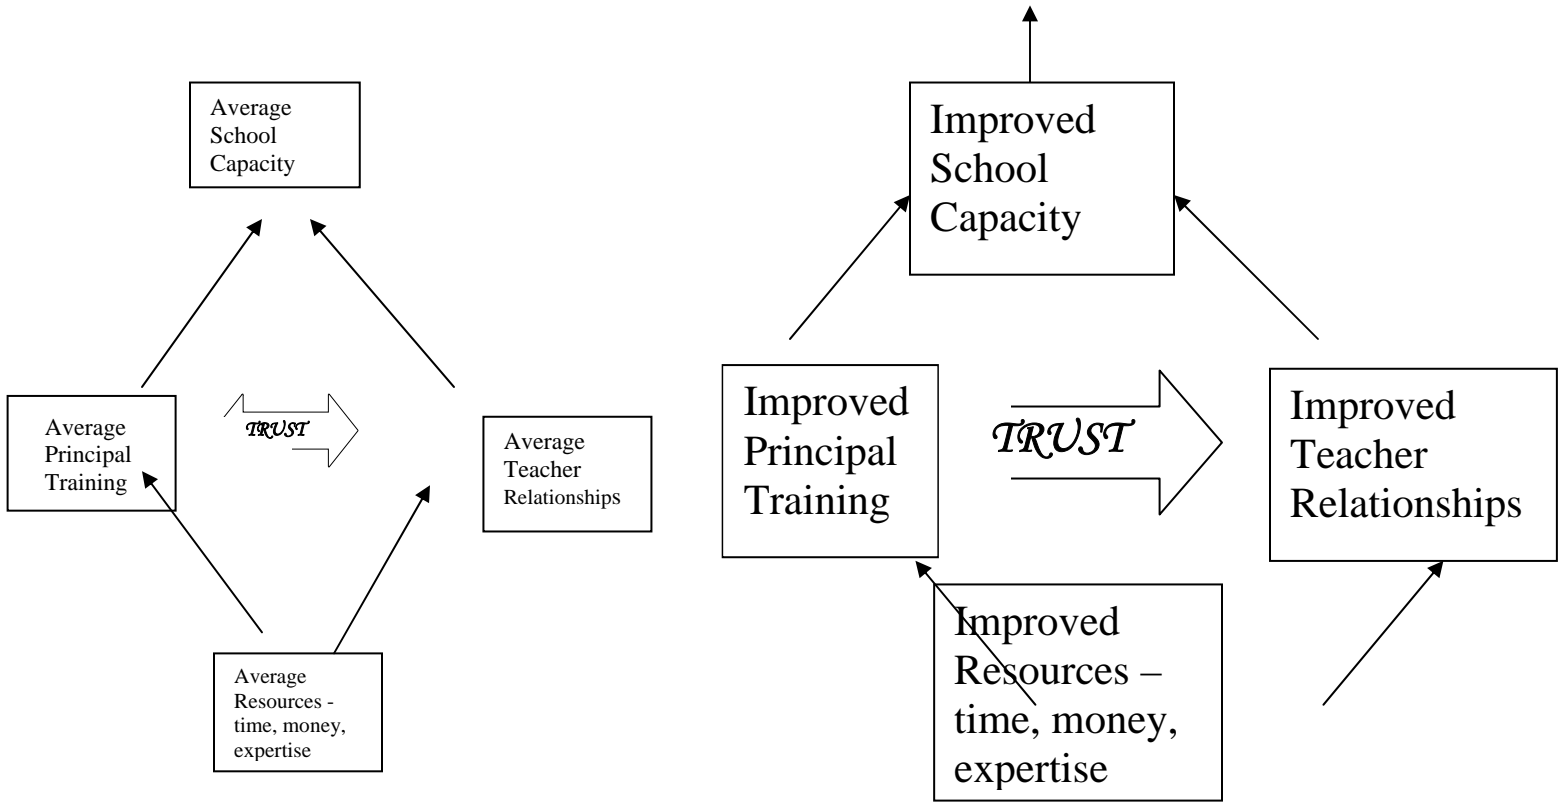 Average
School
Capacity
Average
Principal
Training
TRUST
Average
Teacher
Relationships
Average
Resources -
time, money,
expertise
Improved
School
Capacity
Improved
Principal
Training
TRUST
Improved
Teacher
Relationships
Improved
Resources –
time, money,
expertise